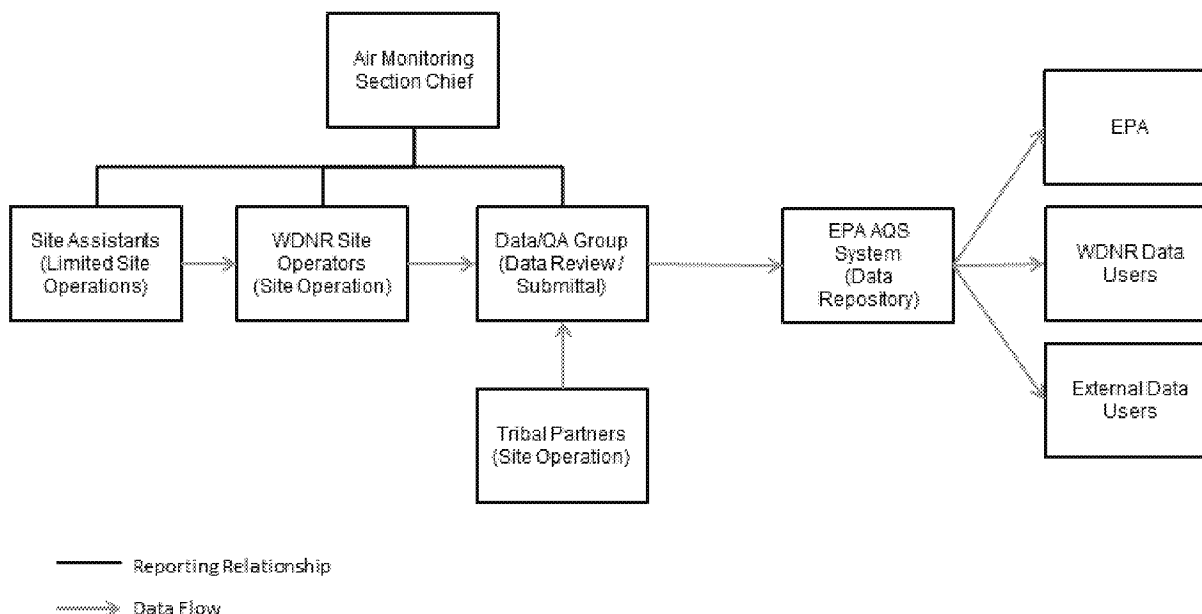 Air Monitoring
Section Chief
EPA
Site Assistants
(Limited Site
Operations)
WDNR Site
Operators
(Site Operation)
Data/QA Group
(Data Review /
Submittal)
EPA AQS
System
(Data
Repository)
WDNR Data
Users
External Data
Users
Tribal Partners
(Site Operation)
Reporting Relationship
Data Flow